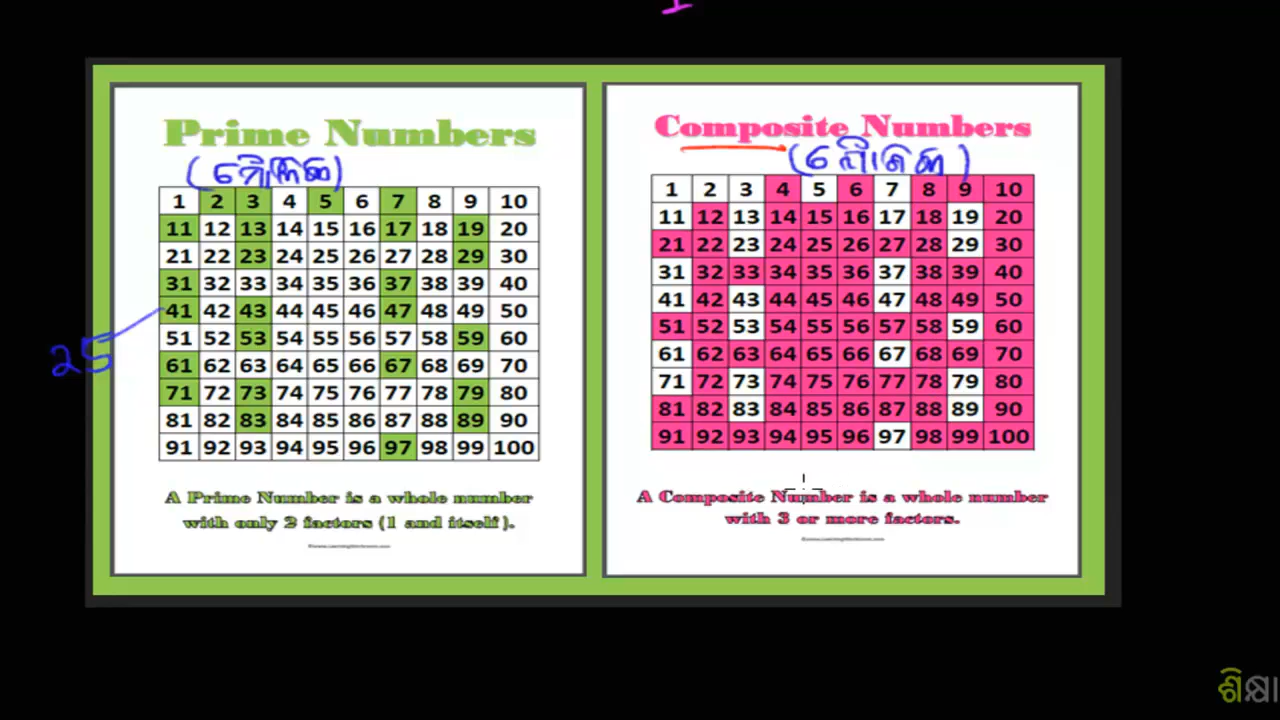 Prime Numbers
(ମୌଳିକ)
1 2 3 4 5 6 7 8 9 10
11 12 13 14 15 16 17 18 19 20
21 22 23 24 25 26 27 28 29 30
31 32 33 34 35 36 37 38 39 40
41 42 43 44 45 46 47 48 49 50
51 52 53 54 55 56 57 58 59 60
61 62 63 64 65 66 67 68 69 70
71 72 73 74 75 76 77 78 79 80
81 82 83 84 85 86 87 88 89 90
91 92 93 94 95 96 97 98 99 100
25
A Prime Number is a whole number
with only 2 factors (1 and itself).
Composite Numbers
1 2 3 4 5 6 7 8 9 10
11 12 13 14 15 16 17 18 19 20
21 22 23 24 25 26 27 28 29 30
31 32 33 34 35 36 37 38 39 40
41 42 43 44 45 46 47 48 49 50
51 52 53 54 55 56 57 58 59 60
61 62 63 64 65 66 67 68 69 70
71 72 73 74 75 76 77 78 79 80
81 82 83 84 85 86 87 88 89 90
91 92 93 94 95 96 97 98 99 100
A Composite Number is a whole number
with 3 or more factors.
ଶିକ୍ଷା